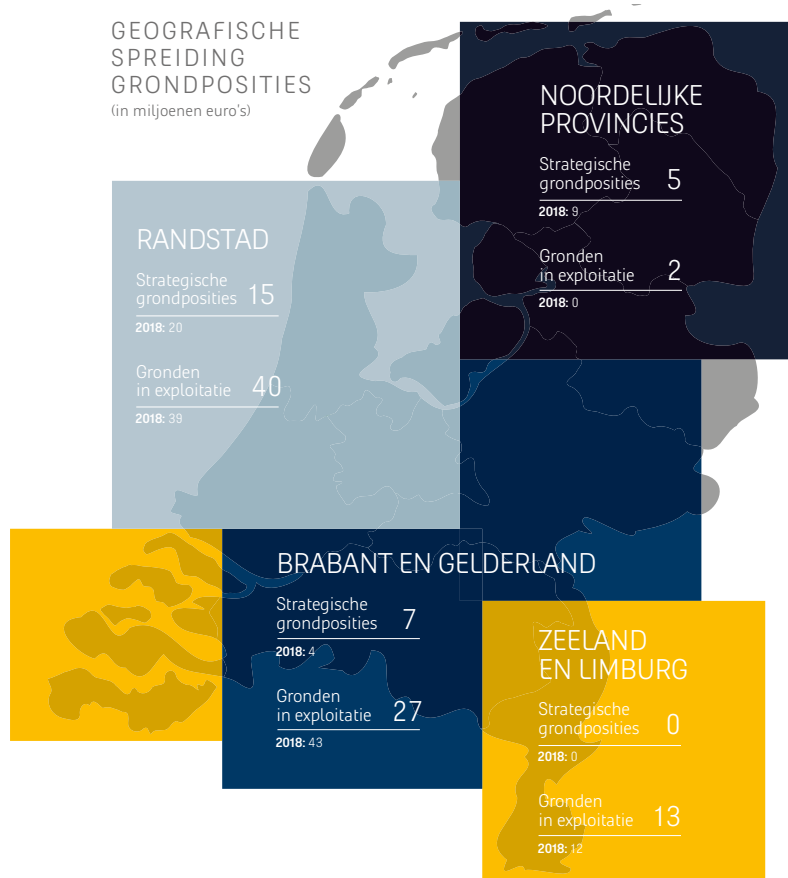 GEOGRAFISCHE
SPREIDING
GRONDPOSITIES
(in miljoenen euro's)
NOORDELIJKE
PROVINCIES
Strategische
grondposities 5
2018: 9
Gronden
in exploitatie 2
2018: 0
RANDSTAD
Strategische
grondposities 15
2018: 20
Gronden
in exploitatie 40
2018: 39
BRABANT EN GELDERLAND
Strategische
grondposities 7
2018: 4
Gronden
in exploitatie 27
2018: 43
ZEELAND
EN LIMBURG
Strategische
grondposities 0
2018: 0
Gronden
in exploitatie 13
2018: 12